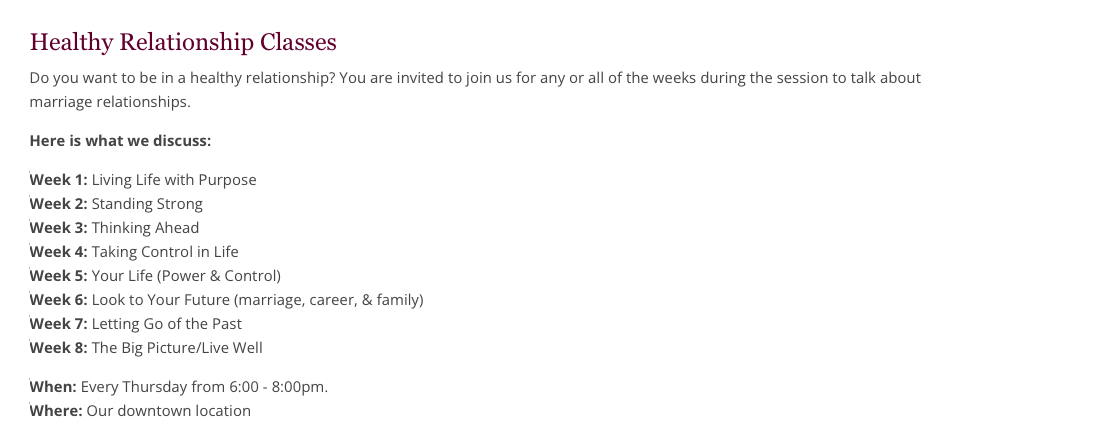 Healthy Relationship Classes
Do you want to be in a healthy relationship? You are invited to join us for any or all of the weeks during the session to talk about
marriage relationships.
Here is what we discuss:
Week 1: Living Life with Purpose
Week 2: Standing Strong
Week 3: Thinking Ahead
Week 4: Taking Control in Life
Week 5: Your Life (Power & Control)
Week 6: Look to Your Future (marriage, career, & family)
Week 7: Letting Go of the Past
Week 8: The Big Picture/Live Well
When: Every Thursday from 6:00 - 8:00pm.
Where: Our downtown location